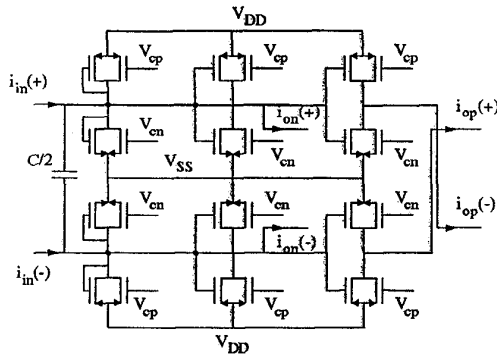 V_DD
V_cp V_cp V_cp
i_in(+) i_on(+) i_op(+)
V_cn V_cn V_cn
C/2 V_SS
V_cn V_cn V_cn
i_op(-)
i_in(-) i_on(-)
V_cp V_cp V_cp
V_DD